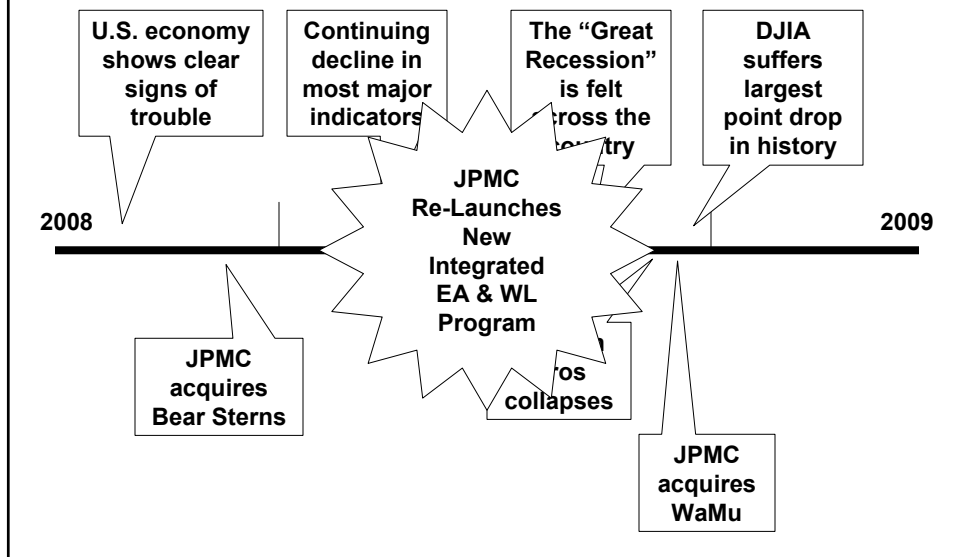 U.S. economy
shows clear
signs of
trouble
Continuing
decline in
most major
indicators
The “Great
Recession”
is felt
across the
country
DJIA
suffers
largest
point drop
in history
2008
2009
JPMC
Re-Launches
New
Integrated
EA & WL
Program
JPMC
acquires
Bear Sterns
collapses
JPMC
acquires
WaMu